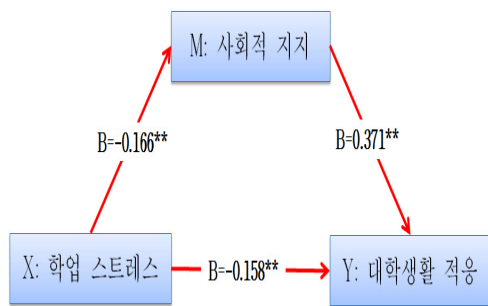 M: 사회적 지지
B=-0.166**
B=0.371**
X: 학업 스트레스
B=-0.158**
Y: 대학생활 적응